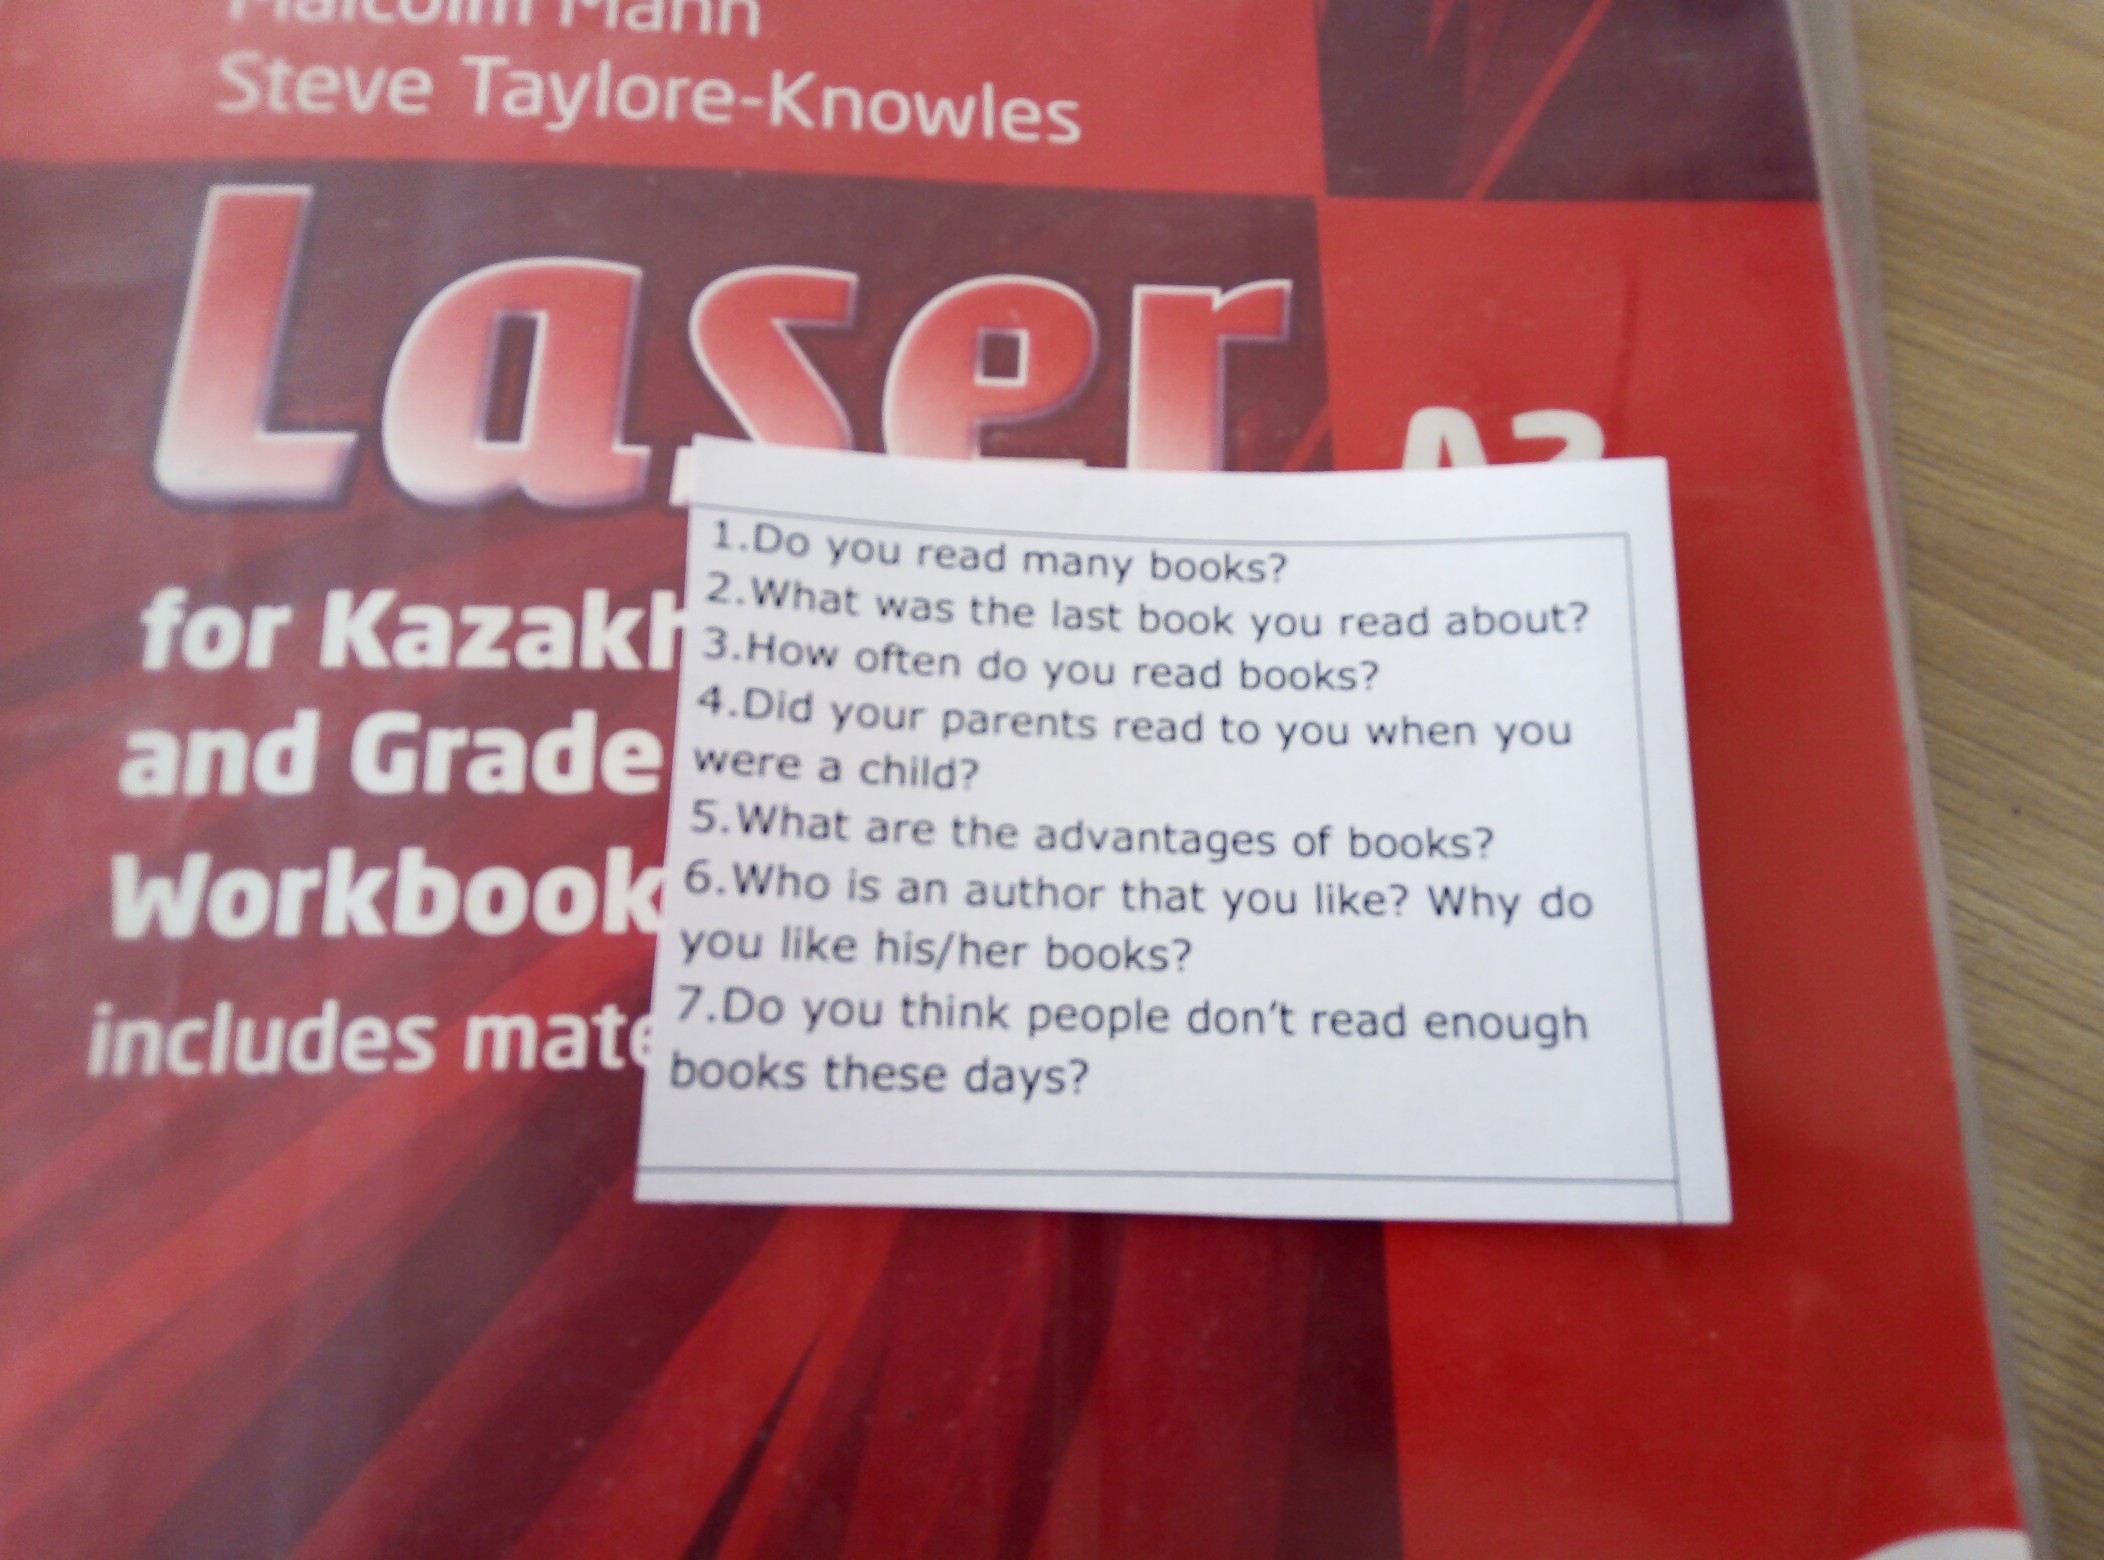 Malcolm Mann
Steve Taylore-Knowles
Laser
for Kazakh
and Grade
Workbook
includes mate
1.Do you read many books?
2.What was the last book you read about?
3.How often do you read books?
4.Did your parents read to you when you
were a child?
5.What are the advantages of books?
6.Who is an author that you like? Why do
you like his/her books?
7.Do you think people don't read enough
books these days?